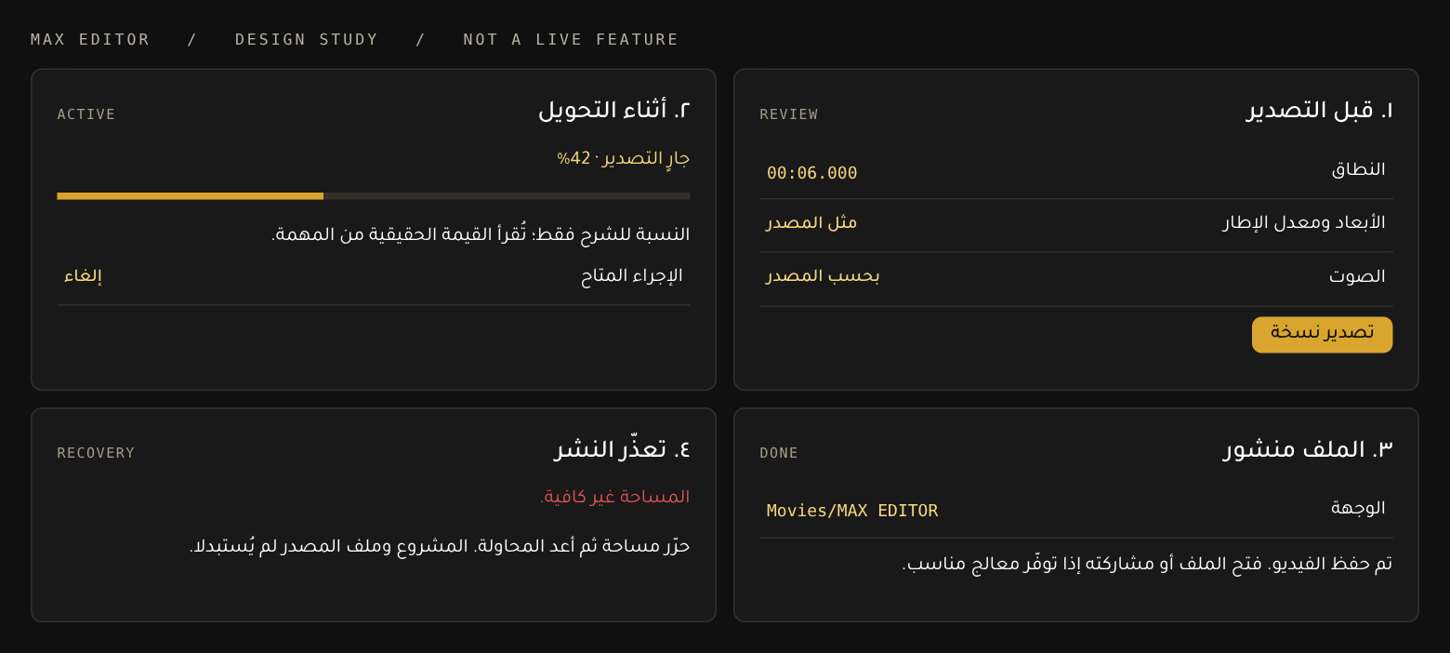 MAX EDITOR / DESIGN STUDY / NOT A LIVE FEATURE
١. قبل التصدير
REVIEW
النطاق
00:06.000
الأبعاد ومعدل الإطار
مثل المصدر
الصوت
بحسب المصدر
تصدير نسخة
٢. أثناء التحويل
ACTIVE
جارٍ التصدير · 42%
النسبة للشرح فقط؛ تُقرأ القيمة الحقيقية من المهمة.
الإجراء المتاح
إلغاء
٣. الملف منشور
DONE
الوجهة
Movies/MAX EDITOR
تم حفظ الفيديو. فتح الملف أو مشاركته إذا توفّر معالج مناسب.
٤. تعذّر النشر
RECOVERY
المساحة غير كافية.
حرّر مساحة ثم أعد المحاولة. المشروع وملف المصدر لم يُستبدلا.